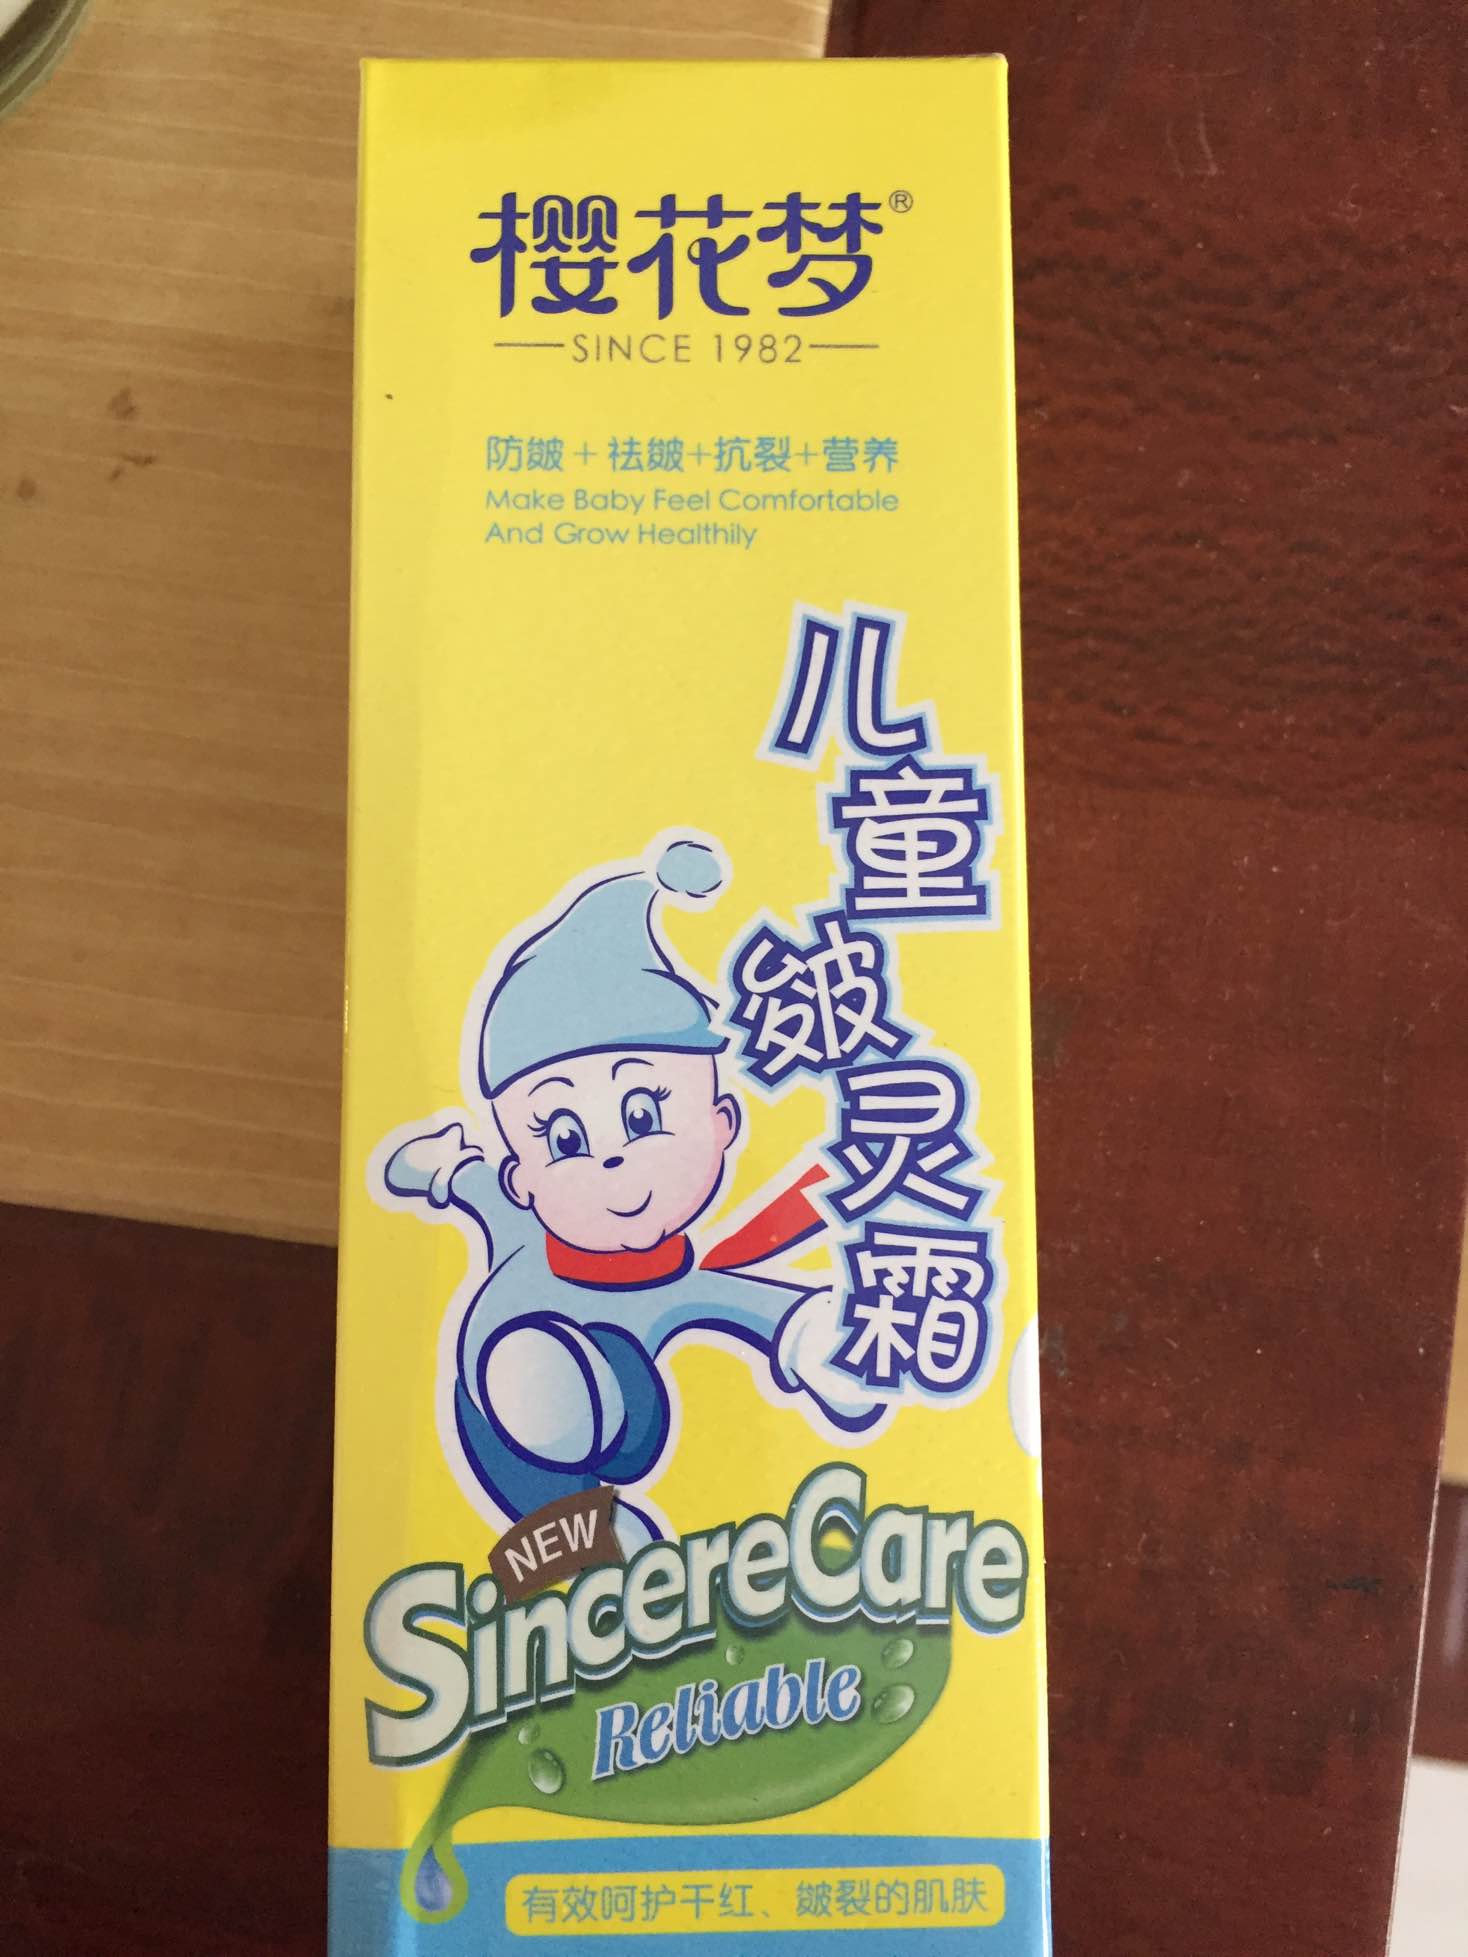 樱花梦®
SINCE 1982
防皴+祛皴+抗裂+营养
Make Baby Feel Comfortable
And Grow Healthily
儿童皴灵霜
NEW
SincereCare
Reliable
有效呵护干红、皴裂的肌肤